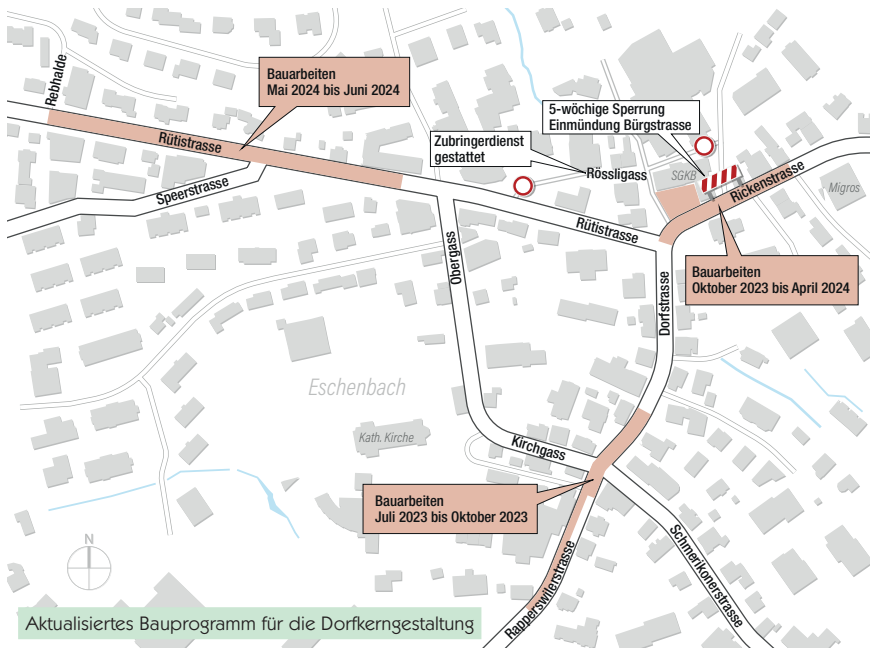 Rebhalde
Bauarbeiten
Mai 2024 bis Juni 2024
5-wöchige Sperrung
Einmündung Bürgstrasse
Zubringerdienst
gestattet
Rütistrasse
Rössligass
SGKB
Rickenstrasse
Migros
Speerstrasse
Rütistrasse
Obergass
Dorfstrasse
Bauarbeiten
Oktober 2023 bis April 2024
Eschenbach
Kath. Kirche
Kirchgass
Bauarbeiten
Juli 2023 bis Oktober 2023
Schmerikonerstrasse
Rapperswilerstrasse
N
Aktualisiertes Bauprogramm für die Dorfkerngestaltung